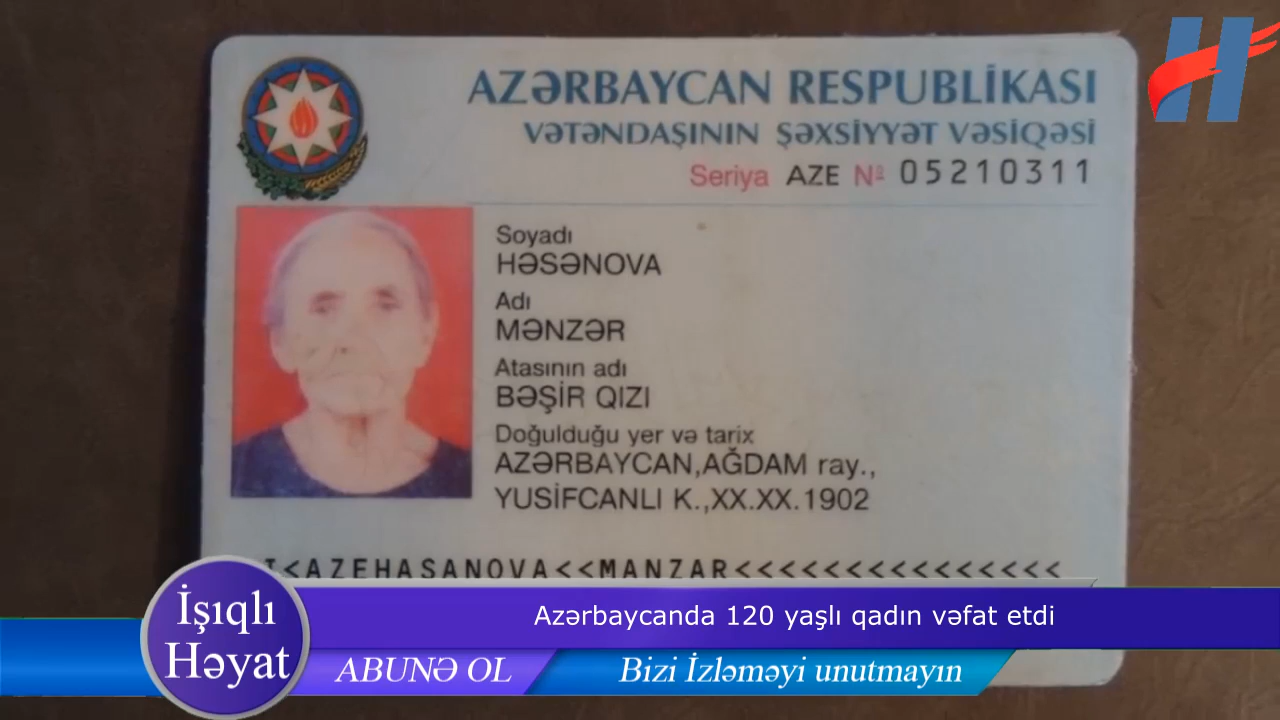 AZƏRBAYCAN RESPUBLİKASI
VƏTƏNDAŞININ ŞƏXSİYYƏT VƏSİQƏSİ
Seriya AZE № 05210311
Soyadı
HƏSƏNOVA
Adı
MƏNZƏR
Atasının adı
BƏŞİR QIZI
Doğulduğu yer və tarix
AZƏRBAYCAN,AĞDAM ray.,
YUSİFCANLI K.,XX.XX.1902
I<AZEHASANOVA<<MANZAR<<<<<<<<<<<<<<<
İşıqlı
Həyat
Azərbaycanda 120 yaşlı qadın vəfat etdi
ABUNƏ OL
Bizi İzləməyi unutmayın
H